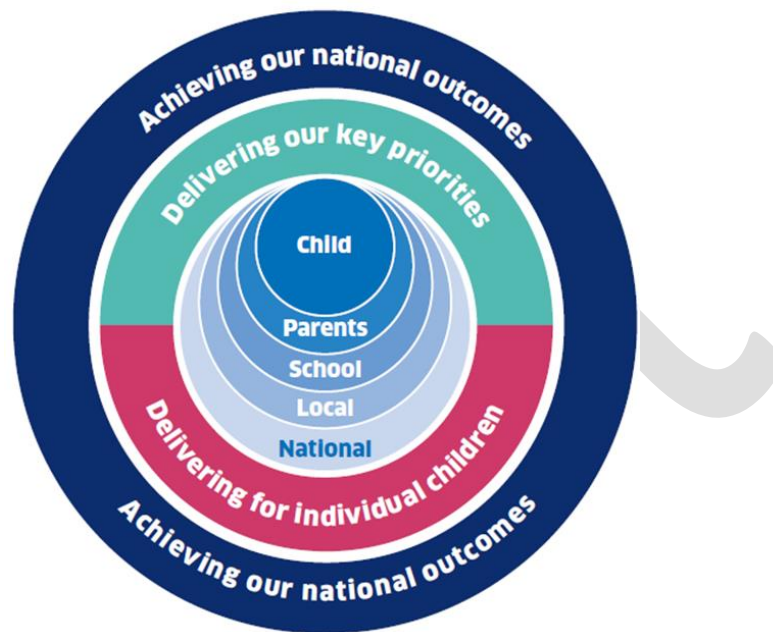 Achieving our national outcomes
Delivering our key priorities
Child
Parents
School
Local
National
Delivering for individual children
Achieving our national outcomes